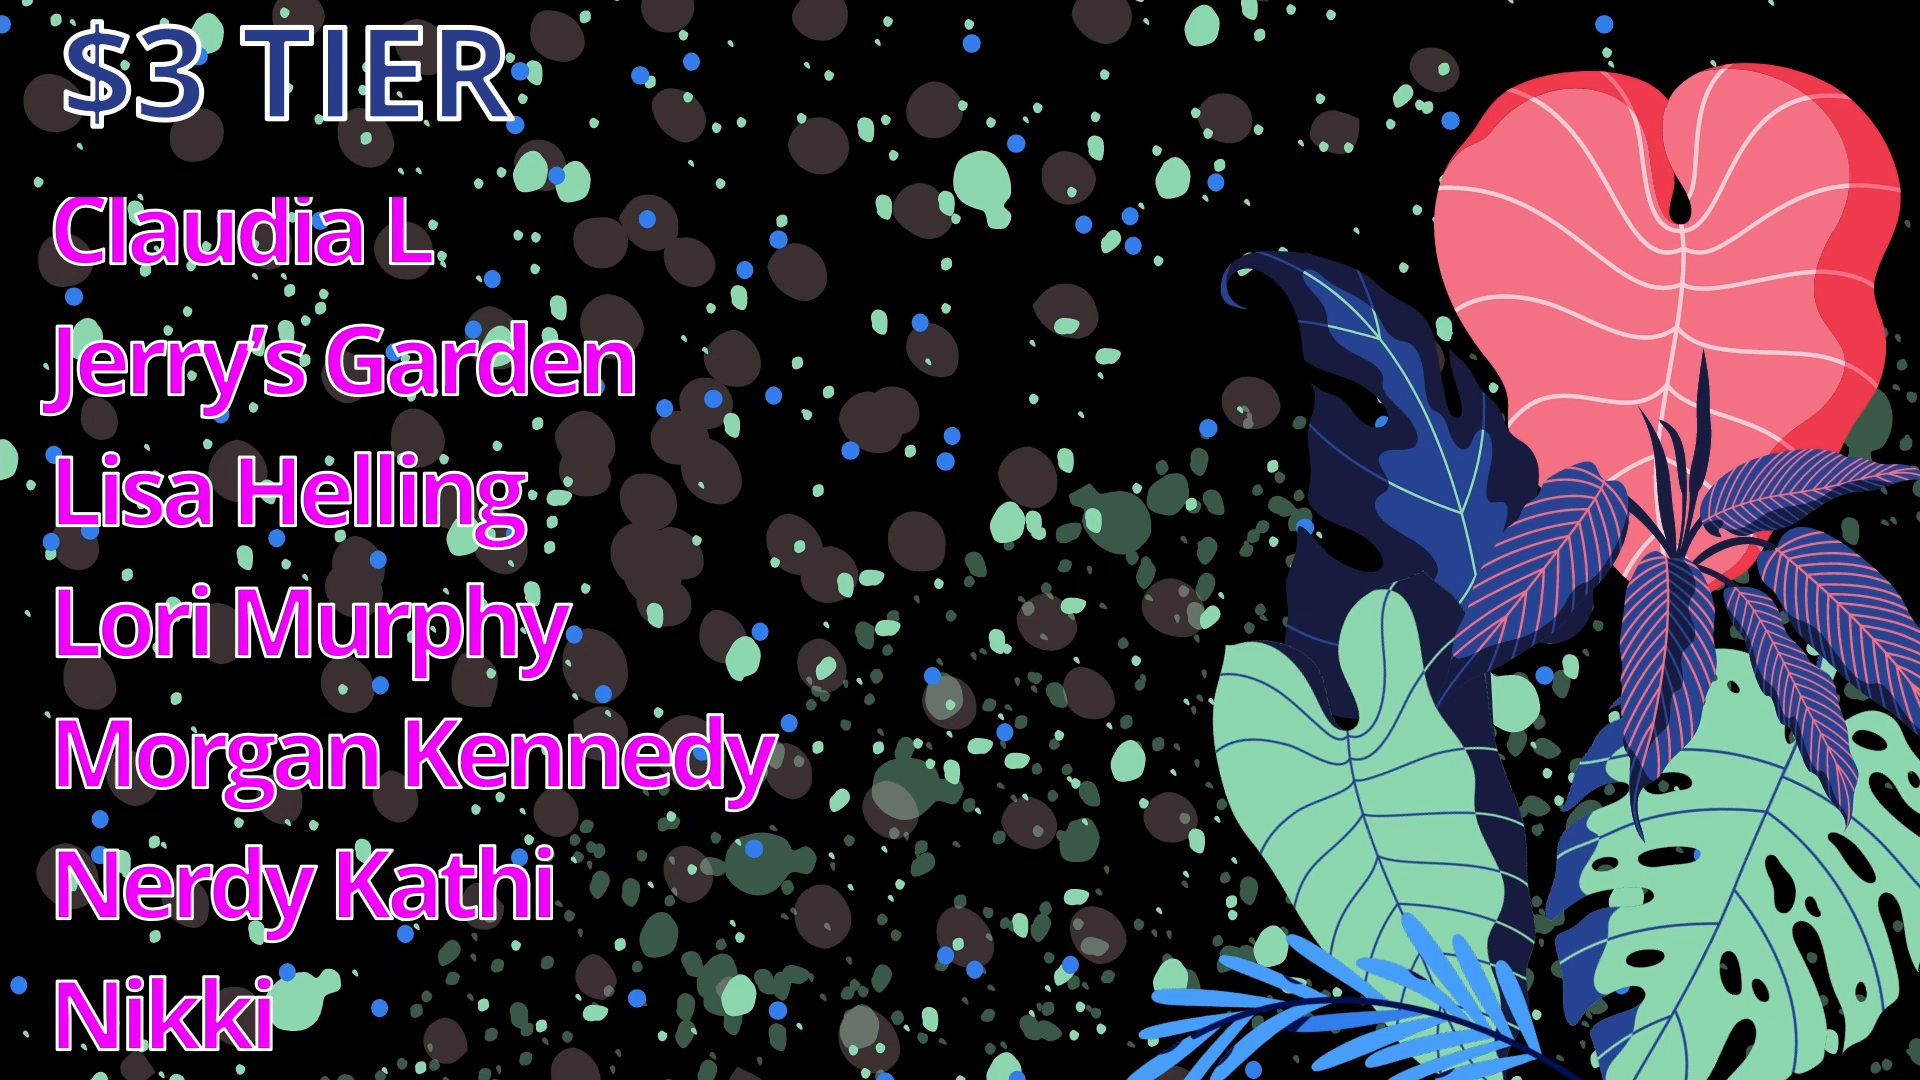 $3 TIER
Claudia L
Jerry’s Garden
Lisa Helling
Lori Murphy
Morgan Kennedy
Nerdy Kathi
Nikki